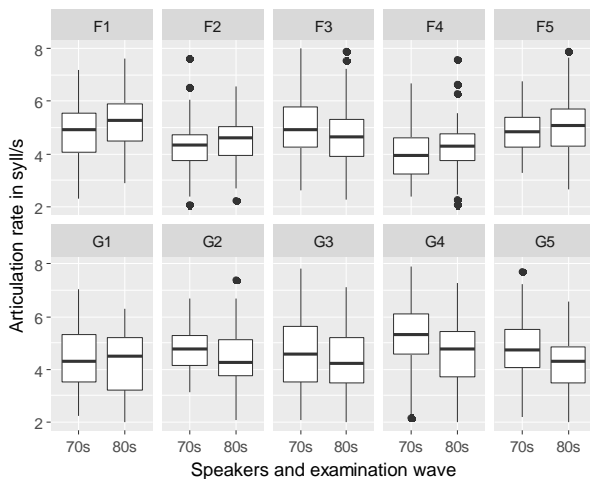 F1 F2 F3 F4 F5
8
6
4
2
G1 G2 G3 G4 G5
8
6
4
2
70s 80s 70s 80s 70s 80s 70s 80s 70s 80s
Articulation rate in syll/s
Speakers and examination wave